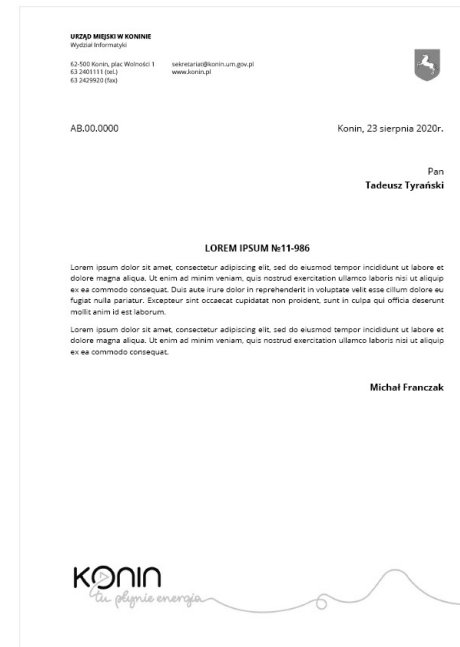 URZĄD MIEJSKI W KONINIE
Wydział Informatyki
62-500 Konin, plac Wolności 1 sekretariat@konin.um.gov.pl
63 2401111 (tel.) www.konin.pl
63 2429920 (fax)
AB.00.0000 Konin, 23 sierpnia 2020r.
Pan
Tadeusz Tyrański
LOREM IPSUM №11-986
Lorem ipsum dolor sit amet, consectetur adipiscing elit, sed do eiusmod tempor incididunt ut labore et
dolore magna aliqua. Ut enim ad minim veniam, quis nostrud exercitation ullamco laboris nisi ut aliquip
ex ea commodo consequat. Duis aute irure dolor in reprehenderit in voluptate velit esse cillum dolore eu
fugiat nulla pariatur. Excepteur sint occaecat cupidatat non proident, sunt in culpa qui officia deserunt
mollit anim id est laborum.
Lorem ipsum dolor sit amet, consectetur adipiscing elit, sed do eiusmod tempor incididunt ut labore et
dolore magna aliqua. Ut enim ad minim veniam, quis nostrud exercitation ullamco laboris nisi ut aliquip
ex ea commodo consequat.
Michał Franczak
KONIN
tu płynie energia